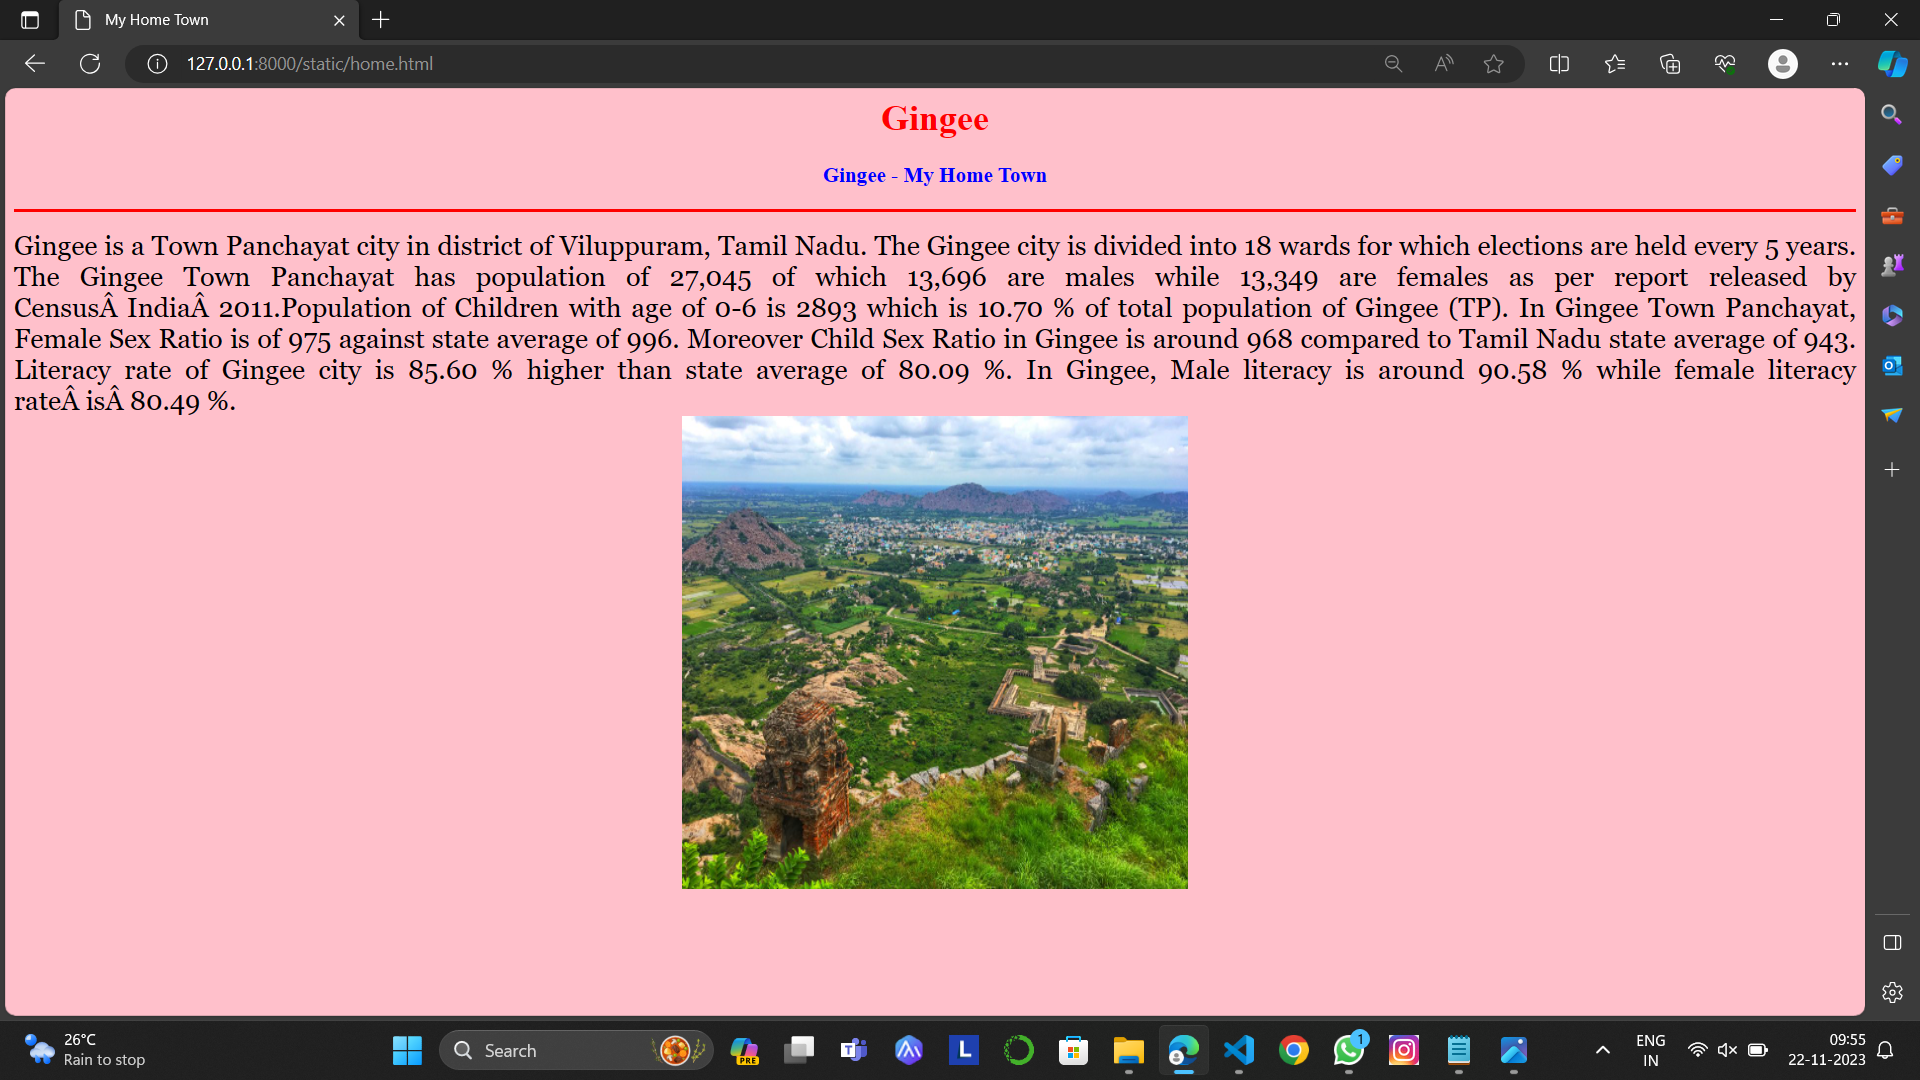 My Home Town
127.0.0.1:8000/static/home.html
Gingee
Gingee - My Home Town
Gingee is a Town Panchayat city in district of Viluppuram, Tamil Nadu. The Gingee city is divided into 18 wards for which elections are held every 5 years.
The Gingee Town Panchayat has population of 27,045 of which 13,696 are males while 13,349 are females as per report released by
CensusÂ IndiaÂ 2011.Population of Children with age of 0-6 is 2893 which is 10.70 % of total population of Gingee (TP). In Gingee Town Panchayat,
Female Sex Ratio is of 975 against state average of 996. Moreover Child Sex Ratio in Gingee is around 968 compared to Tamil Nadu state average of 943.
Literacy rate of Gingee city is 85.60 % higher than state average of 80.09 %. In Gingee, Male literacy is around 90.58 % while female literacy
rateÂ isÂ 80.49 %.
26°C
Rain to stop
Search
PRE
L
1
ENG
IN
09:55
22-11-2023